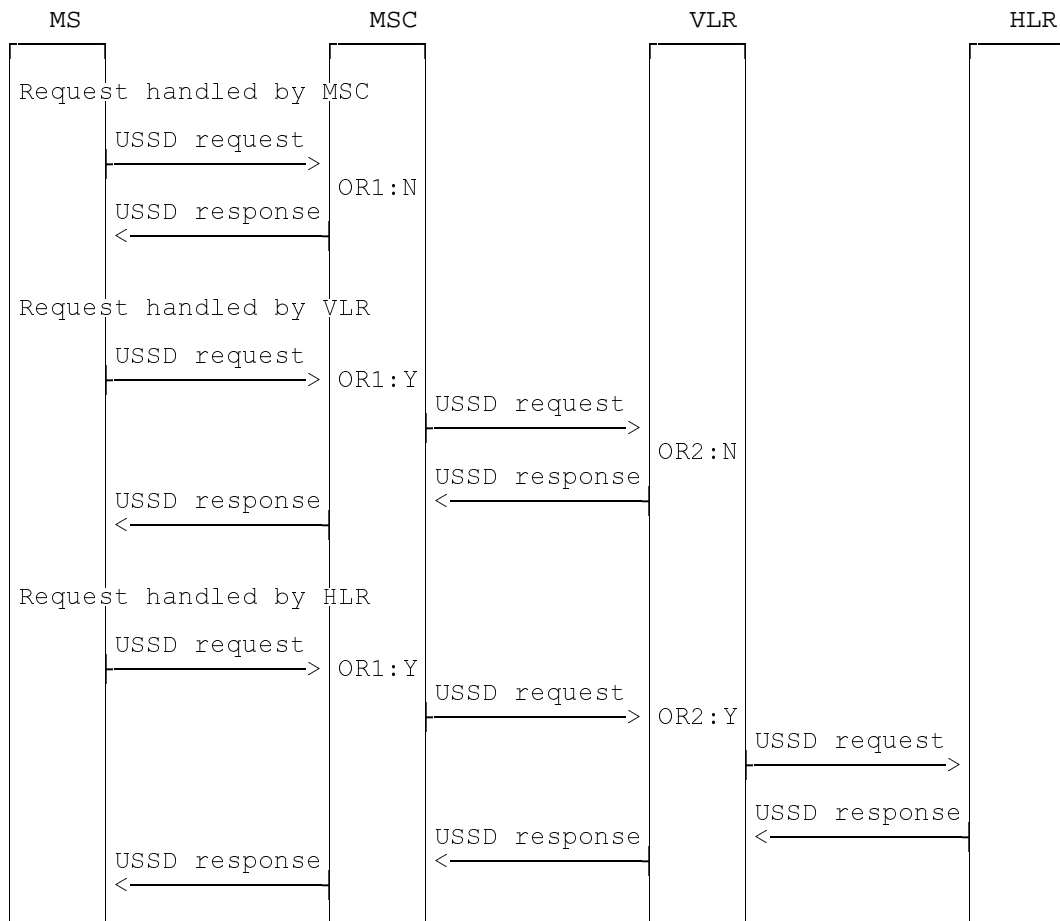 MS MSC VLR HLR
Request handled by MSC
USSD request
OR1:N
USSD response
Request handled by VLR
USSD request
OR1:Y
USSD request
OR2:N
USSD response
USSD response
Request handled by HLR
USSD request
OR1:Y
USSD request
OR2:Y
USSD request
USSD response
USSD response
USSD response